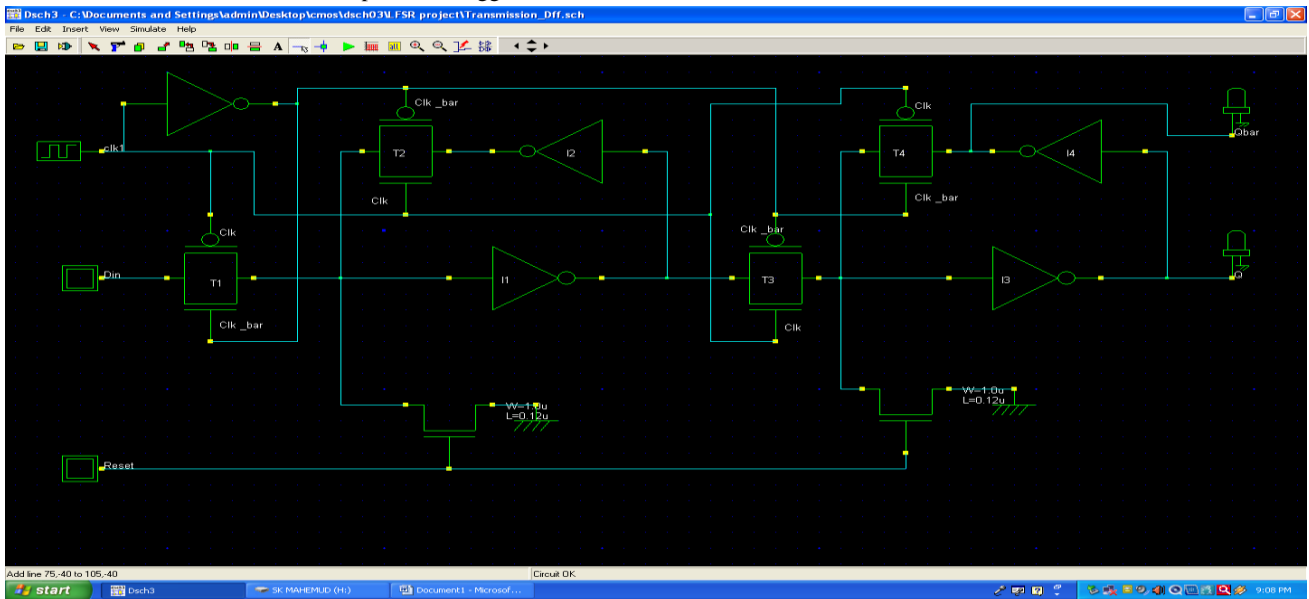 Dsch3 - C:\Documents and Settings\admin\Desktop\cmos\dsch03\LFSR project\Transmission_Dff.sch
File Edit Insert View Simulate Help
A
Clk _bar
Clk
clk1
Qbar
T2
I2
T4
I4
Clk
Clk _bar
Clk
Clk _bar
Din
Q
T1
I1
T3
I3
Clk _bar
Clk
W=1.0u
L=0.12u
W=1.0u
L=0.12u
Reset
Add line 75,-40 to 105,-40
Circuit OK
start
Dsch3
SK MAHEMUD (H:)
Document1 - Microsof...
9:08 PM